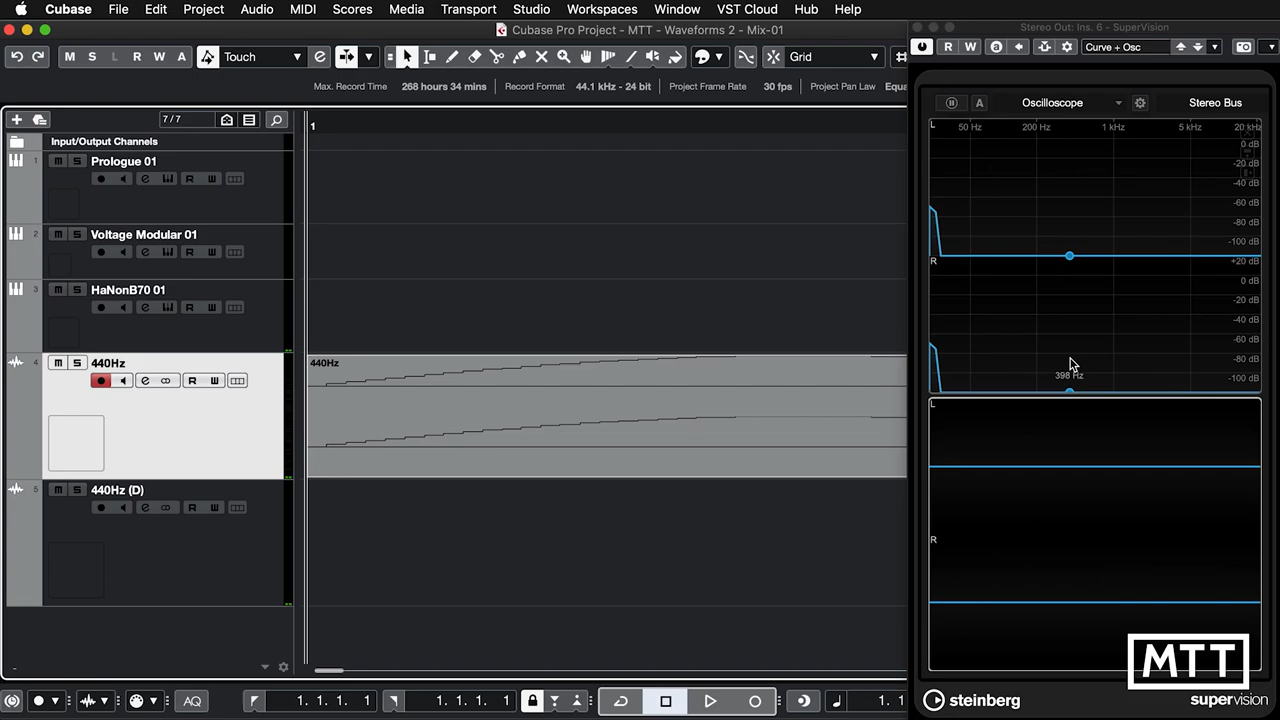 Cubase File Edit Project Audio MIDI Scores Media Transport Studio Workspaces Window VST Cloud Hub Help
Cubase Pro Project - MTT - Waveforms 2 - Mix-01
Stereo Out: Ins. 6 - SuperVision
M S L R W A Touch Grid
R W Curve + Osc
Max. Record Time 268 hours 34 mins Record Format 44.1 kHz - 24 bit Project Frame Rate 30 fps Project Pan Law Equa
A Oscilloscope Stereo Bus
7/7
1
L 50 Hz 200 Hz 1 kHz 5 kHz 20 kHz
Input/Output Channels
0 dB
-20 dB
-40 dB
-60 dB
-80 dB
-100 dB
R +20 dB
0 dB
-20 dB
-40 dB
-60 dB
-80 dB
-100 dB
398 Hz
1 m S Prologue 01
R W
2 m S Voltage Modular 01
R W
3 m S HaNonB70 01
R W
4 m S 440Hz
R W
440Hz
5 m S 440Hz (D)
R W
L
R
MTT
AQ 1. 1. 1. 1 1. 1. 1. 1 1. 1
steinberg supervision